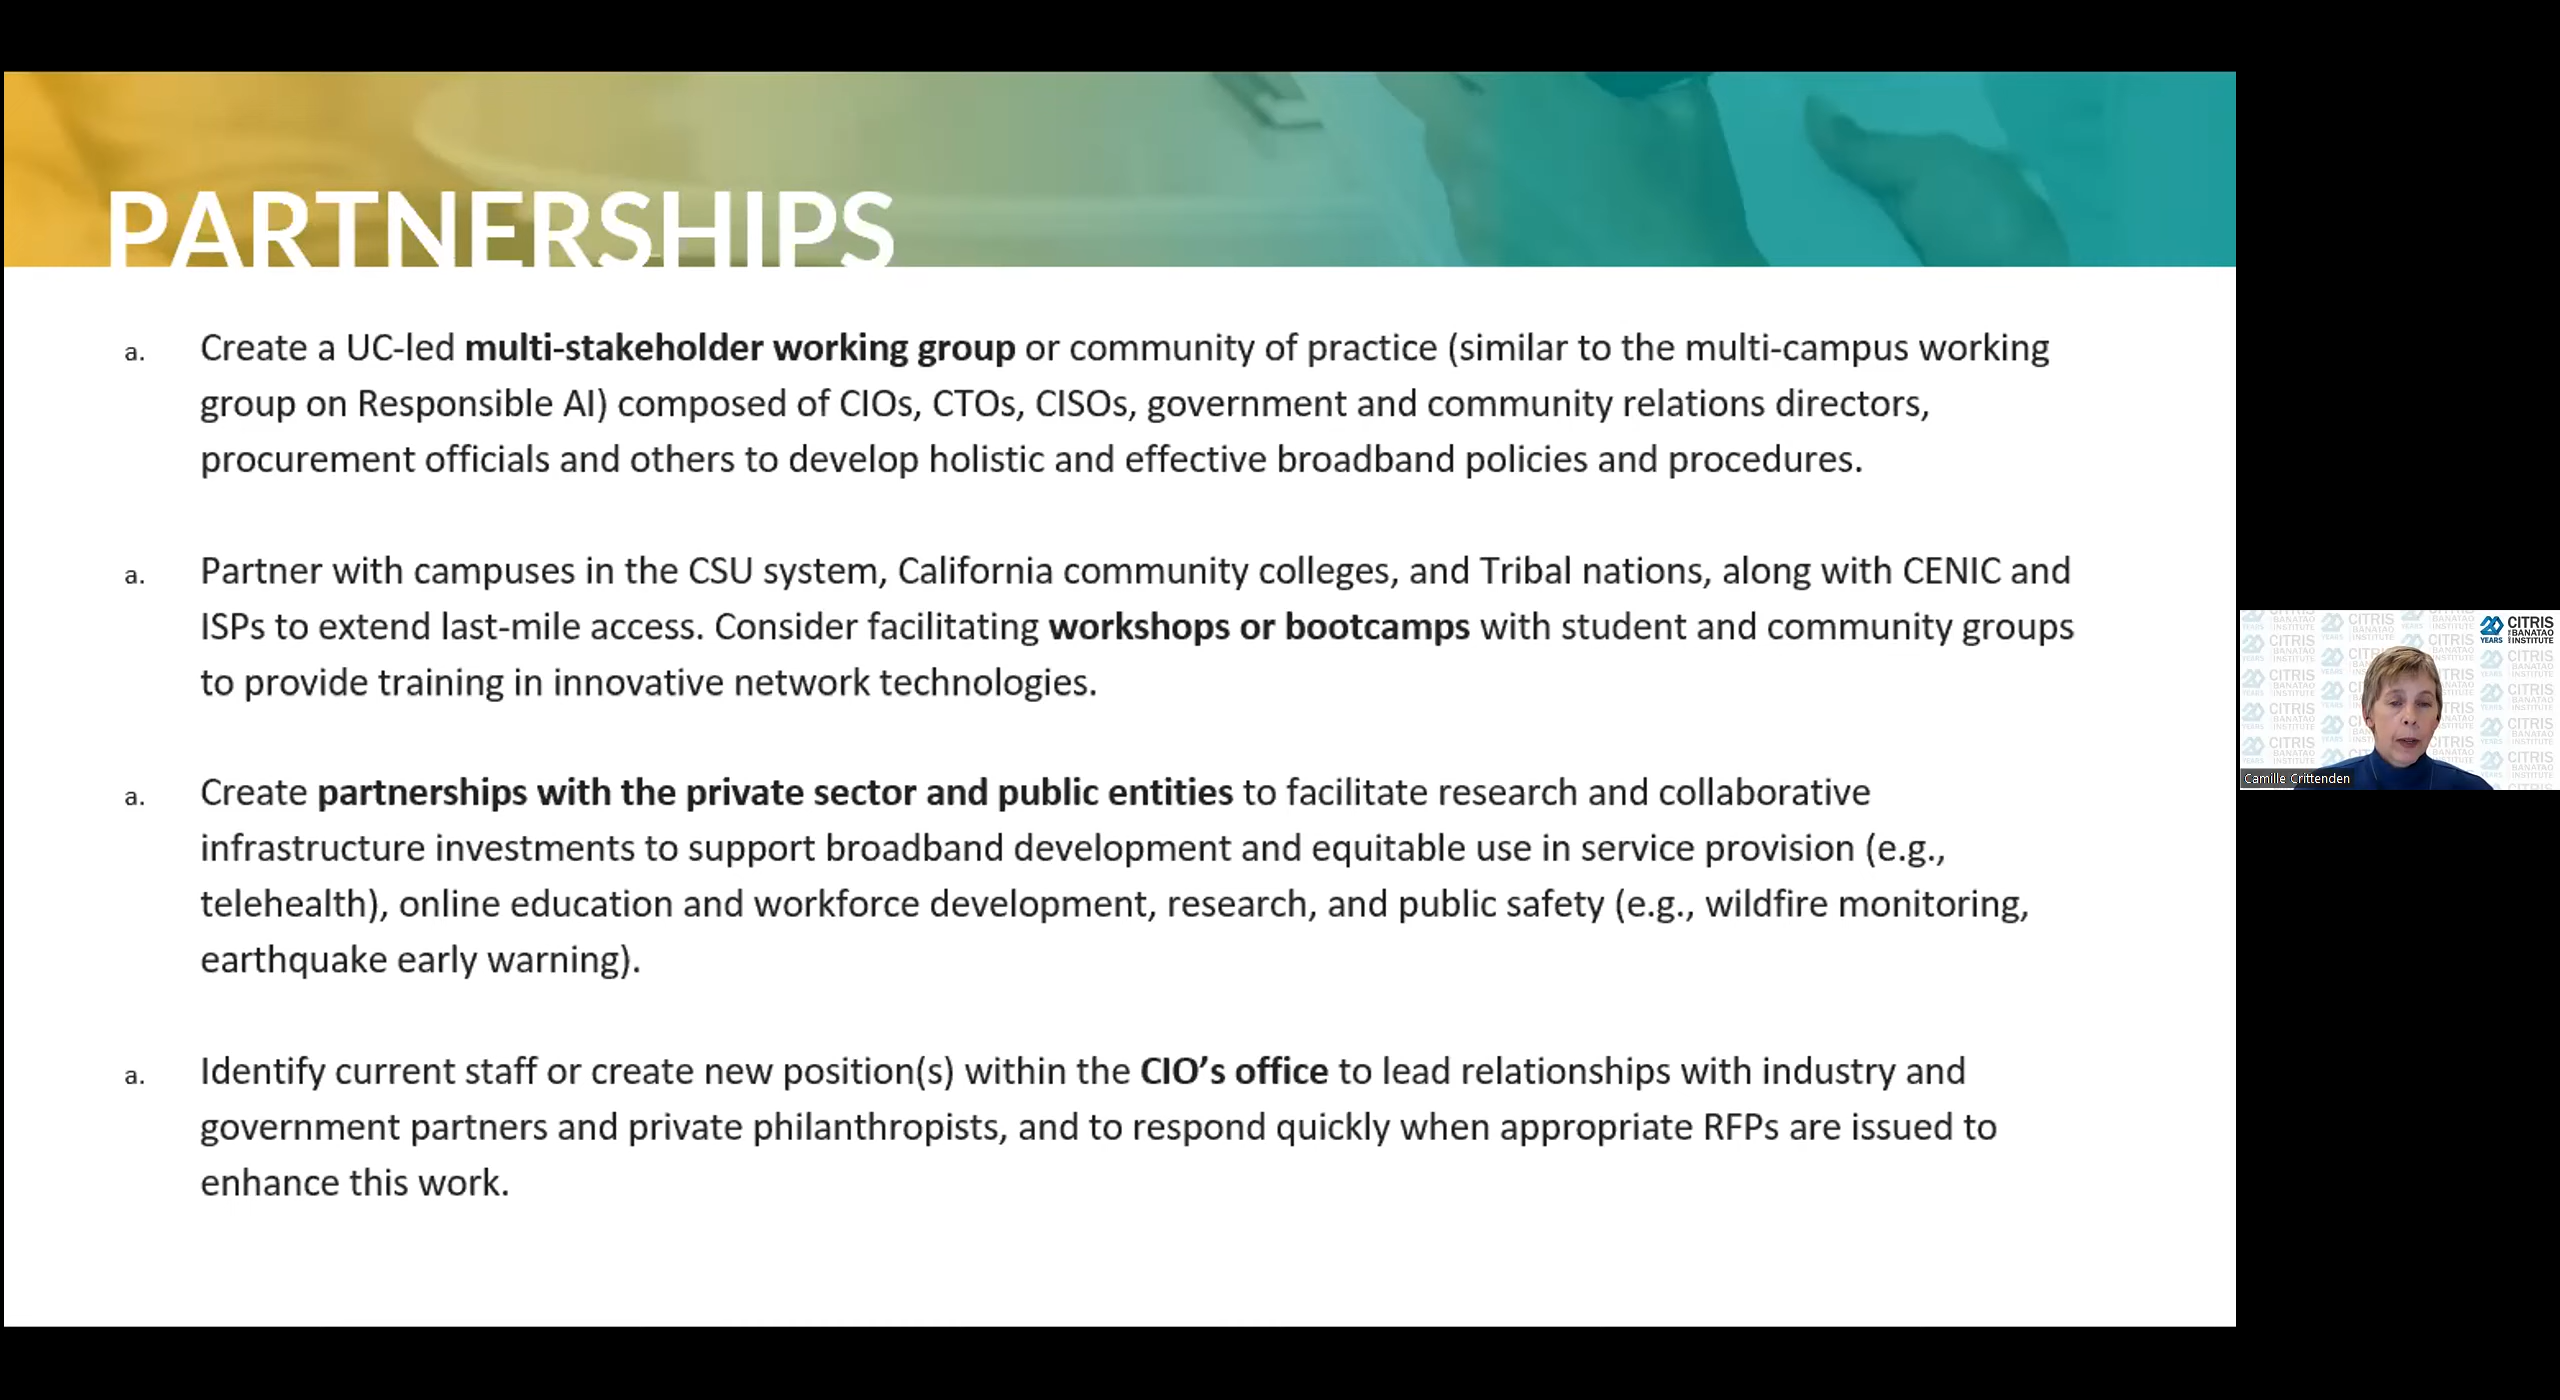 PARTNERSHIPS
a. Create a UC-led multi-stakeholder working group or community of practice (similar to the multi-campus working
group on Responsible AI) composed of CIOs, CTOs, CISOs, government and community relations directors,
procurement officials and others to develop holistic and effective broadband policies and procedures.
a. Partner with campuses in the CSU system, California community colleges, and Tribal nations, along with CENIC and
ISPs to extend last-mile access. Consider facilitating workshops or bootcamps with student and community groups
to provide training in innovative network technologies.
a. Create partnerships with the private sector and public entities to facilitate research and collaborative
infrastructure investments to support broadband development and equitable use in service provision (e.g.,
telehealth), online education and workforce development, research, and public safety (e.g., wildfire monitoring,
earthquake early warning).
a. Identify current staff or create new position(s) within the CIO’s office to lead relationships with industry and
government partners and private philanthropists, and to respond quickly when appropriate RFPs are issued to
enhance this work.
20 YEARS CITRIS
BANATAO
INSTITUTE
Camille Crittenden